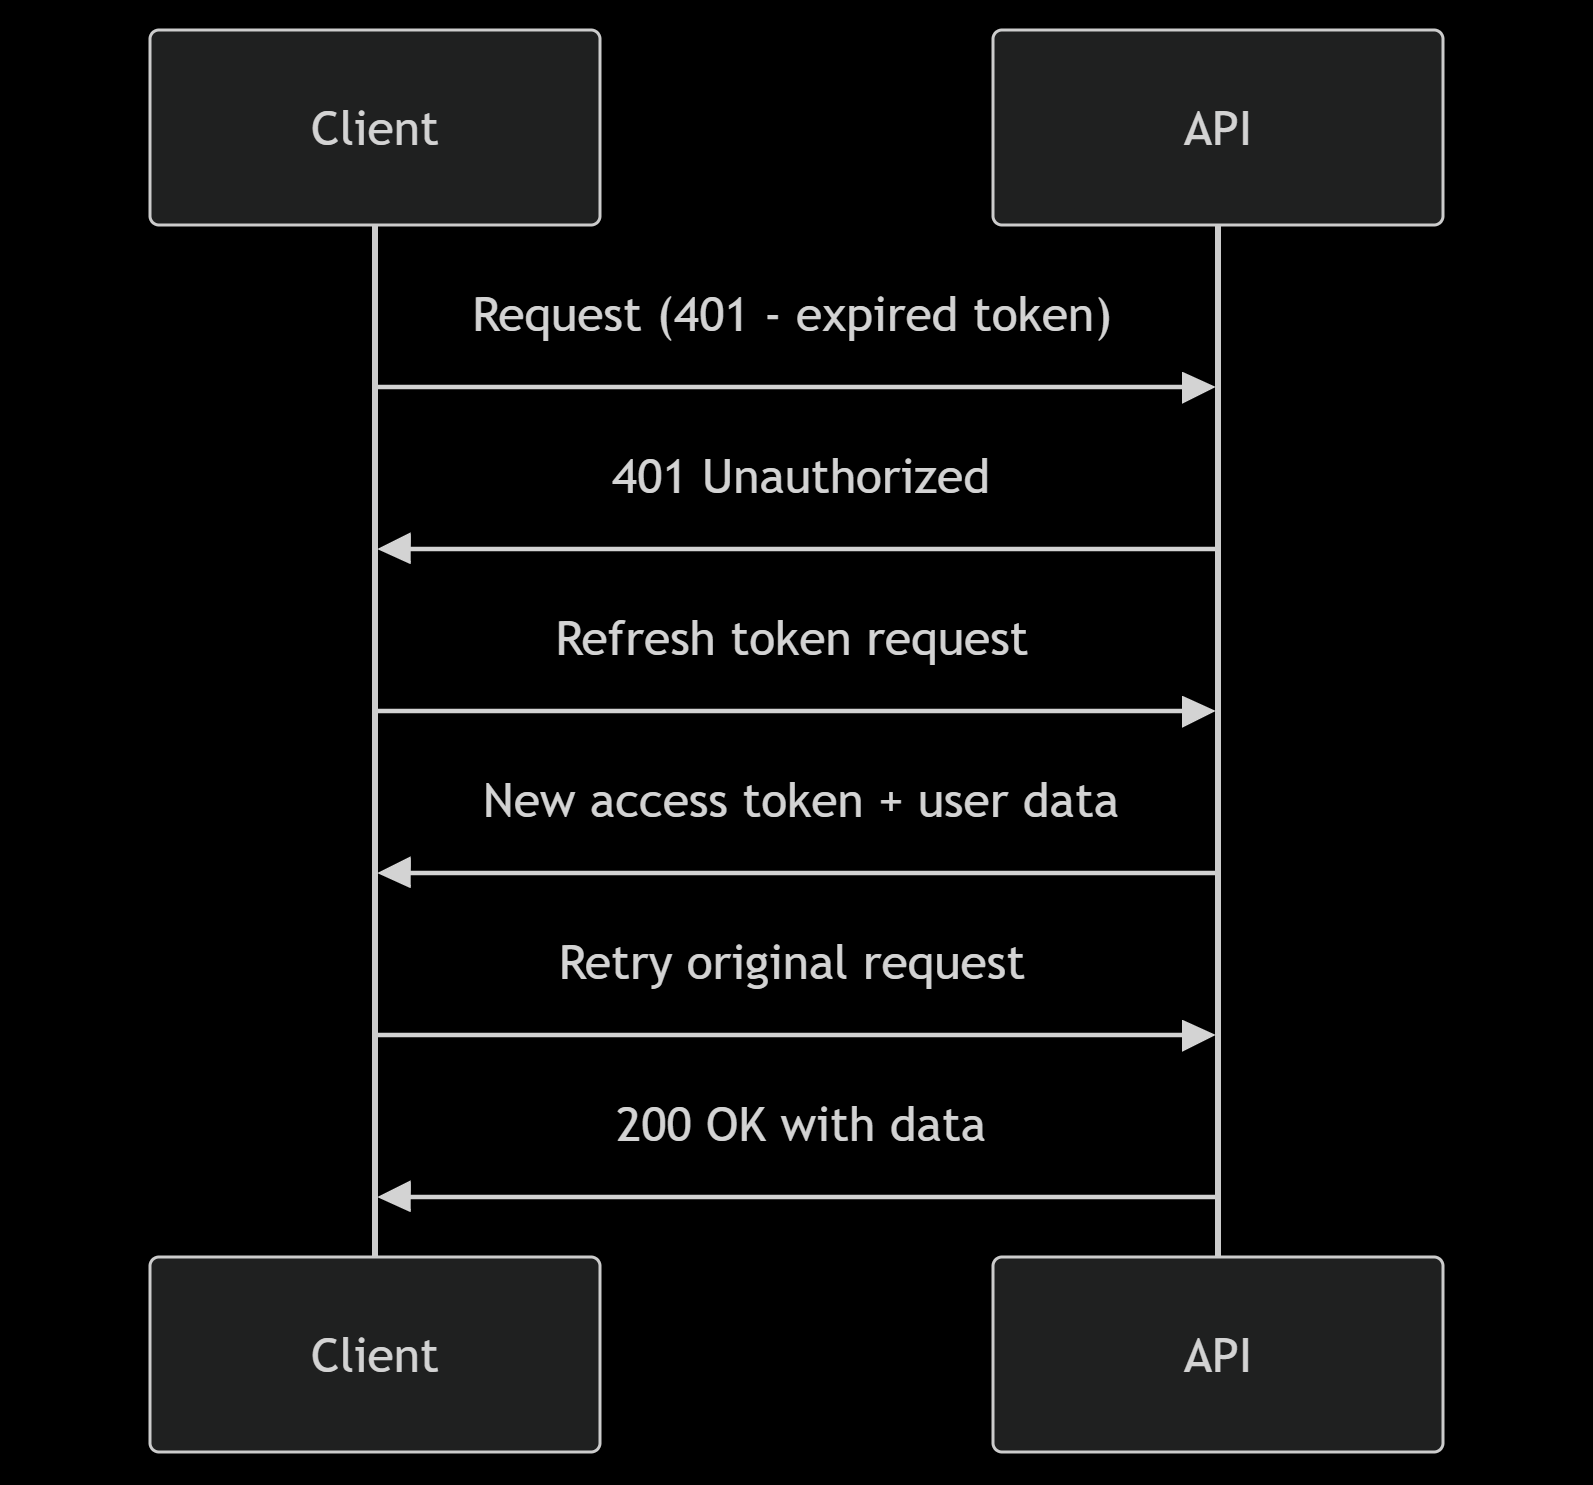 Client
API
Request (401 - expired token)
401 Unauthorized
Refresh token request
New access token + user data
Retry original request
200 OK with data
Client
API